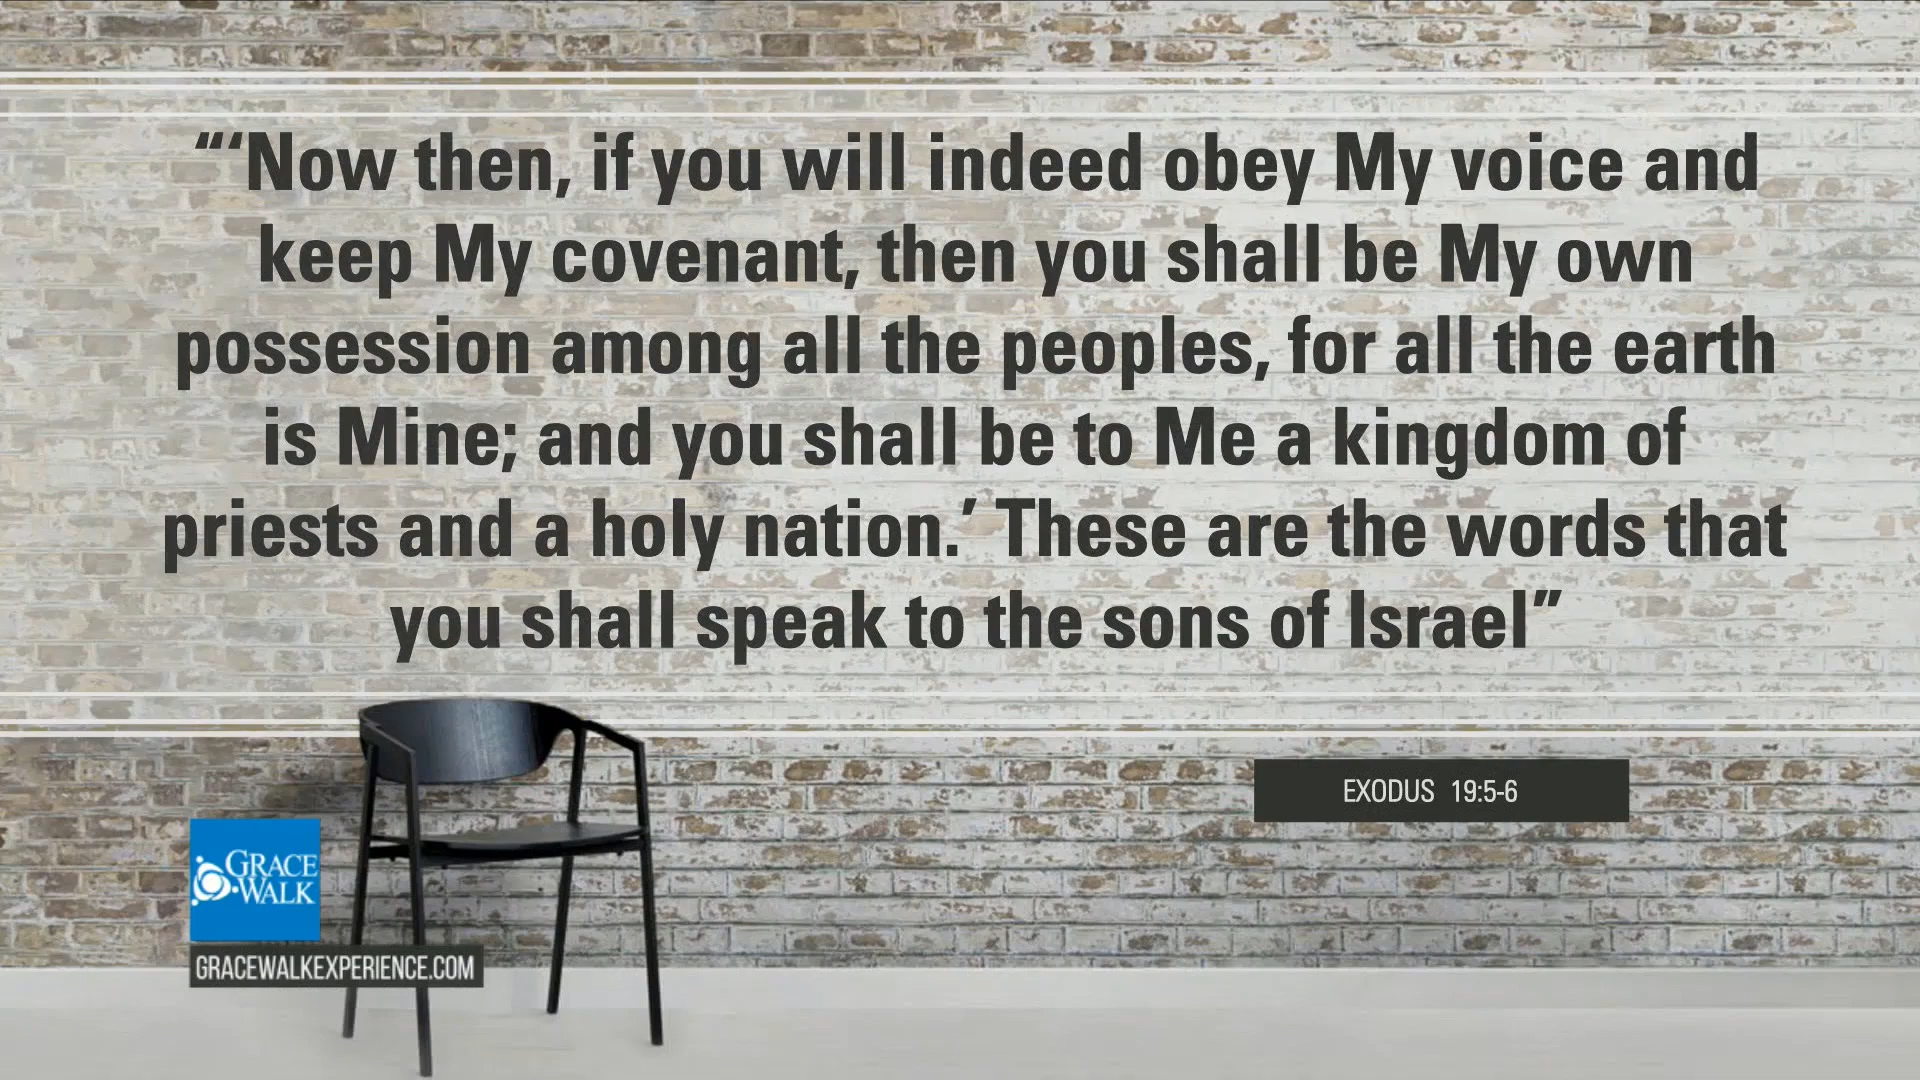 “‘Now then, if you will indeed obey My voice and
keep My covenant, then you shall be My own
possession among all the peoples, for all the earth
is Mine; and you shall be to Me a kingdom of
priests and a holy nation.’ These are the words that
you shall speak to the sons of Israel”
EXODUS 19:5-6
GRACE
WALK
GRACEWALKEXPERIENCE.COM